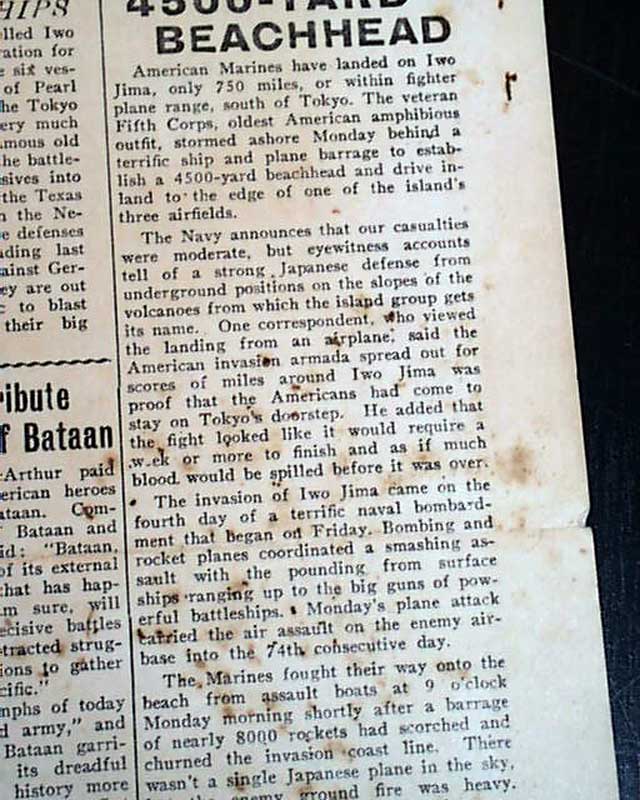 HIPS
lled Iwo
ration for
e six ves-
of Pearl
he Tokyo
ery much
amous old
the battle-
sives into
the Texas
n the Ne-
e defenses
ading last
ainst Ger-
ey are out
c to blast
their big
ribute
f Bataan
Arthur paid
erican heroes
ataan. Com-
Bataan and
id: "Bataan,
of its external
that has hap-
m sure, will
ecisive battles
tracted strug-
ions to gather
cific."
mphs of today
d army," and
Bataan garri-
its dreadful
history more
4500-YARD
BEACHHEAD
American Marines have landed on Iwo
Jima, only 750 miles, or within fighter
plane range, south of Tokyo. The veteran
Fifth Corps, oldest American amphibious
outfit, stormed ashore Monday behind a
terrific ship and plane barrage to estab-
lish a 4500-yard beachhead and drive in-
land to the edge of one of the island's
three airfields.
The Navy announces that our casualties
were moderate, but eyewitness accounts
tell of a strong Japanese defense from
underground positions on the slopes of the
volcanoes from which the island group gets
its name. One correspondent, who viewed
the landing from an airplane, said the
American invasion armada spread out for
scores of miles around Iwo Jima was
proof that the Americans had come to
stay on Tokyo's doorstep. He added that
the fight looked like it would require a
week or more to finish and as if much
blood would be spilled before it was over.
The invasion of Iwo Jima came on the
fourth day of a terrific naval bombard-
ment that began on Friday. Bombing and
rocket planes coordinated a smashing as-
sault with the pounding from surface
ships ranging up to the big guns of pow-
erful battleships. Monday's plane attack
carried the air assault on the enemy air-
base into the 74th consecutive day.
The Marines fought their way onto the
beach from assault boats at 9 o'clock
Monday morning shortly after a barrage
of nearly 8000 rockets had scorched and
churned the invasion coast line. There
wasn't a single Japanese plane in the sky,
the enemy ground fire was heavy.